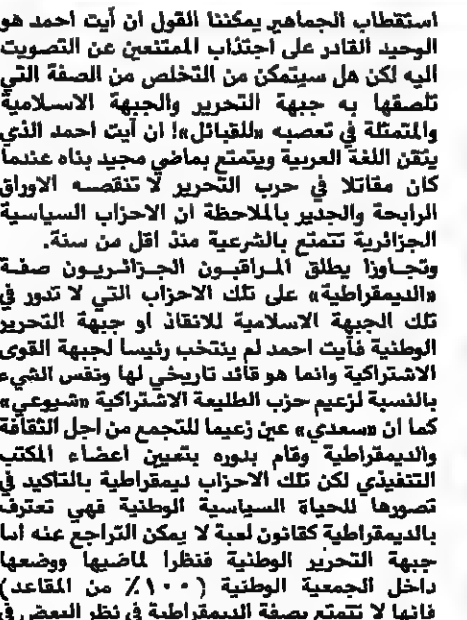 استقطاب الجماهير يمكننا القول ان آيت احمد هو
الوحيد القادر على اجتذاب الممتنعين عن التصويت
اليه لكن هل سيتمكن من التخلص من الصفة التي
تلصقها به جبهة التحرير والجبهة الاسلامية
والمتمثلة في تعصبه «للقبائل»! ان آيت احمد الذي
يتقن اللغة العربية ويتمتع بماضي مجيد بناه عندما
كان مقاتلا في حرب التحرير لا تنقصه الاوراق
الرابحة والجدير بالملاحظة ان الاحزاب السياسية
الجزائرية تتمتع بالشرعية منذ اقل من سنة.
وتجاوزا يطلق المراقبون الجزائريون صفة
«الديمقراطية» على تلك الاحزاب التي لا تدور في
تلك الجبهة الاسلامية للانقاذ او جبهة التحرير
الوطنية فآيت احمد لم ينتخب رئيسا لجبهة القوى
الاشتراكية وانما هو قائد تاريخي لها ونفس الشيء
بالنسبة لزعيم حزب الطليعة الاشتراكية «شيوعي»
كما ان «سعدي» عين زعيما للتجمع من اجل الثقافة
والديمقراطية وقام بدوره بتعيين اعضاء المكتب
التنفيذي لكن تلك الاحزاب ديمقراطية بالتاكيد في
تصورها للحياة السياسية الوطنية فهي تعترف
بالديمقراطية كقانون لعبة لا يمكن التراجع عنه اما
جبهة التحرير الوطنية فنظرا لماضيها ووضعها
داخل الجمعية الوطنية (١٠٠٪ من المقاعد)
فانها لا تتمتع بصفة الديمقراطية في نظر البعض في